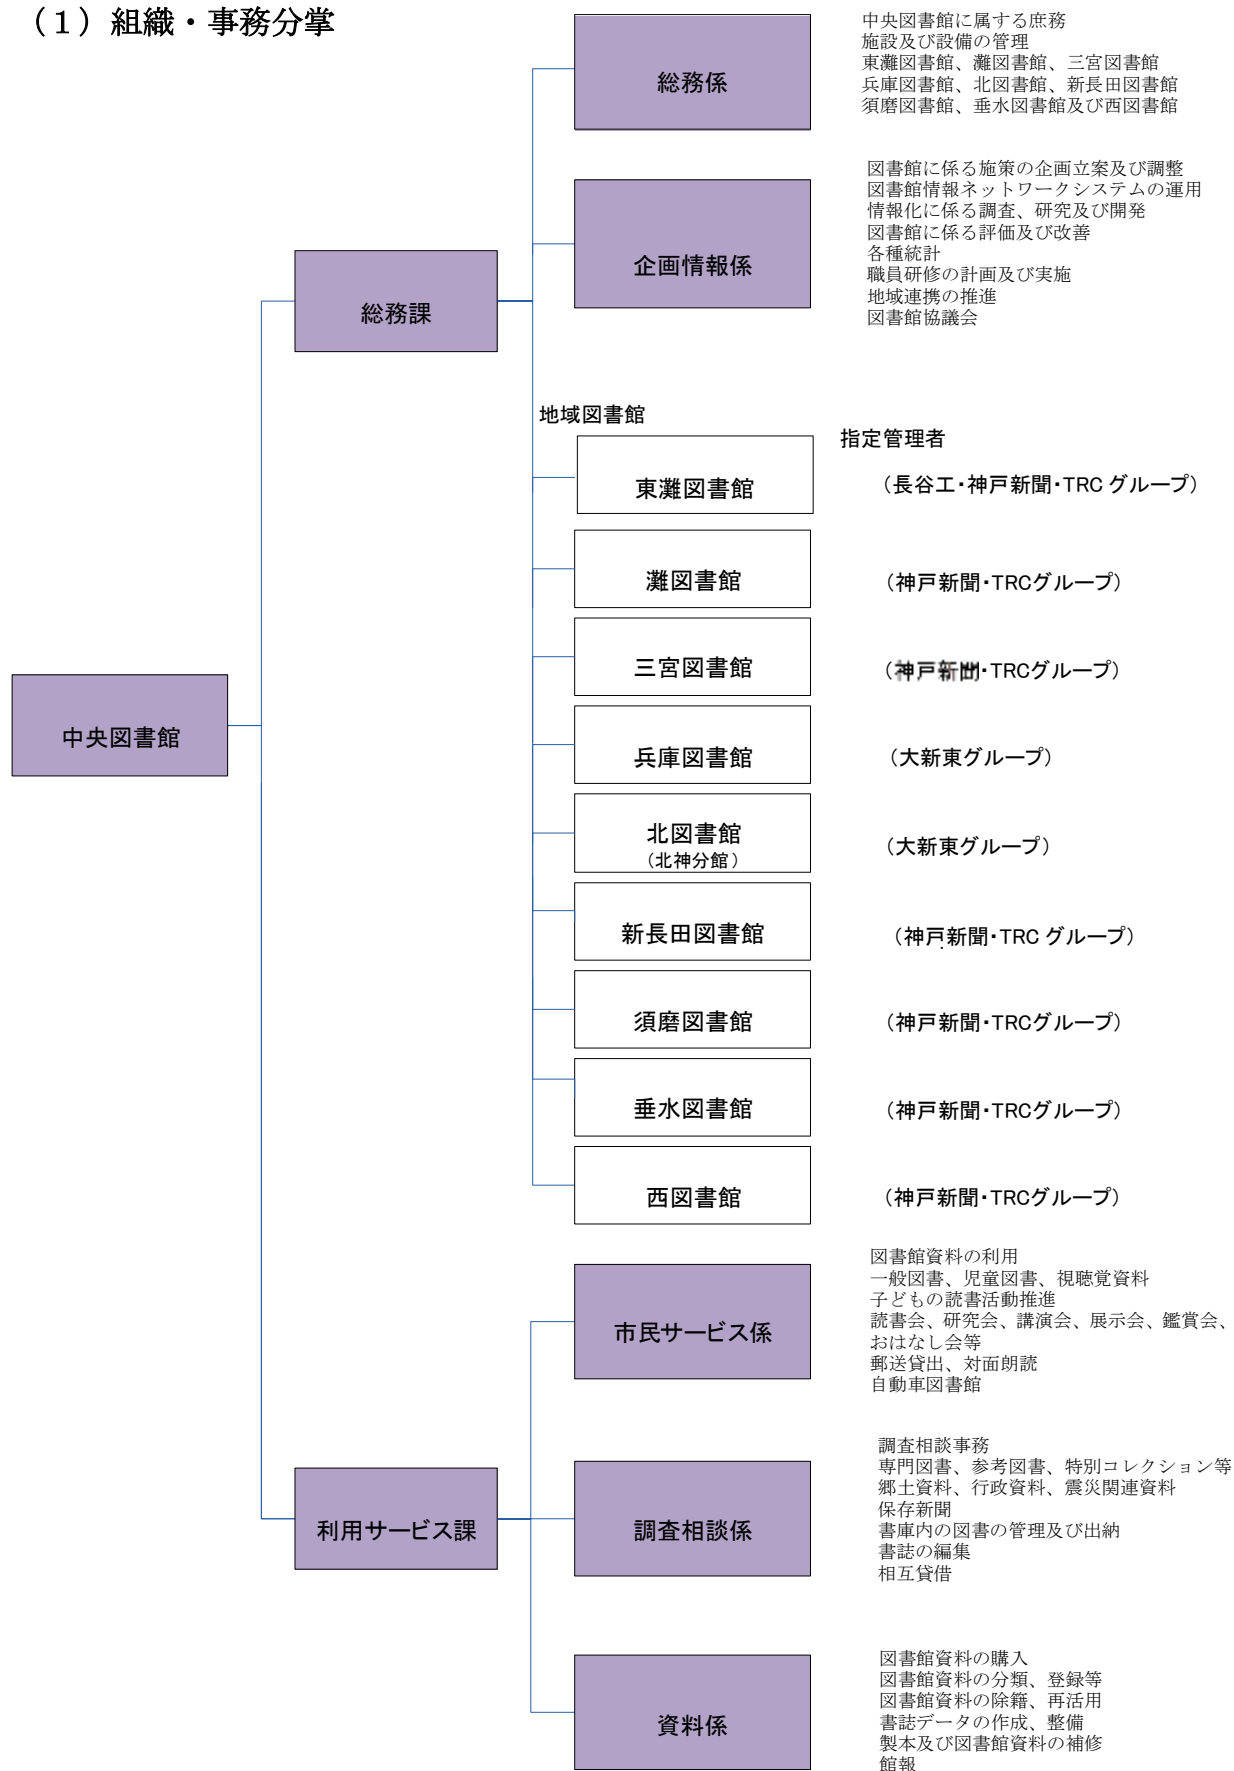 （１）組織・事務分掌
総務係
中央図書館に属する庶務
施設及び設備の管理
東灘図書館、灘図書館、三宮図書館
兵庫図書館、北図書館、新長田図書館
須磨図書館、垂水図書館及び西図書館
企画情報係
図書館に係る施策の企画立案及び調整
図書館情報ネットワークシステムの運用
情報化に係る調査、研究及び開発
図書館に係る評価及び改善
各種統計
職員研修の計画及び実施
地域連携の推進
図書館協議会
総務課
地域図書館
指定管理者
東灘図書館
（長谷工・神戸新聞・TRC グループ）
灘図書館
（神戸新聞・TRCグループ）
三宮図書館
（神戸新聞・TRCグループ）
中央図書館
兵庫図書館
（大新東グループ）
北図書館
（北神分館）
（大新東グループ）
新長田図書館
（神戸新聞・TRC グループ）
須磨図書館
（神戸新聞・TRCグループ）
垂水図書館
（神戸新聞・TRCグループ）
西図書館
（神戸新聞・TRCグループ）
市民サービス係
図書館資料の利用
一般図書、児童図書、視聴覚資料
子どもの読書活動推進
読書会、研究会、講演会、展示会、鑑賞会、
おはなし会等
郵送貸出、対面朗読
自動車図書館
利用サービス課
調査相談係
調査相談事務
専門図書、参考図書、特別コレクション等
郷土資料、行政資料、震災関連資料
保存新聞
書庫内の図書の管理及び出納
書誌の編集
相互貸借
資料係
図書館資料の購入
図書館資料の分類、登録等
図書館資料の除籍、再活用
書誌データの作成、整備
製本及び図書館資料の補修
館報